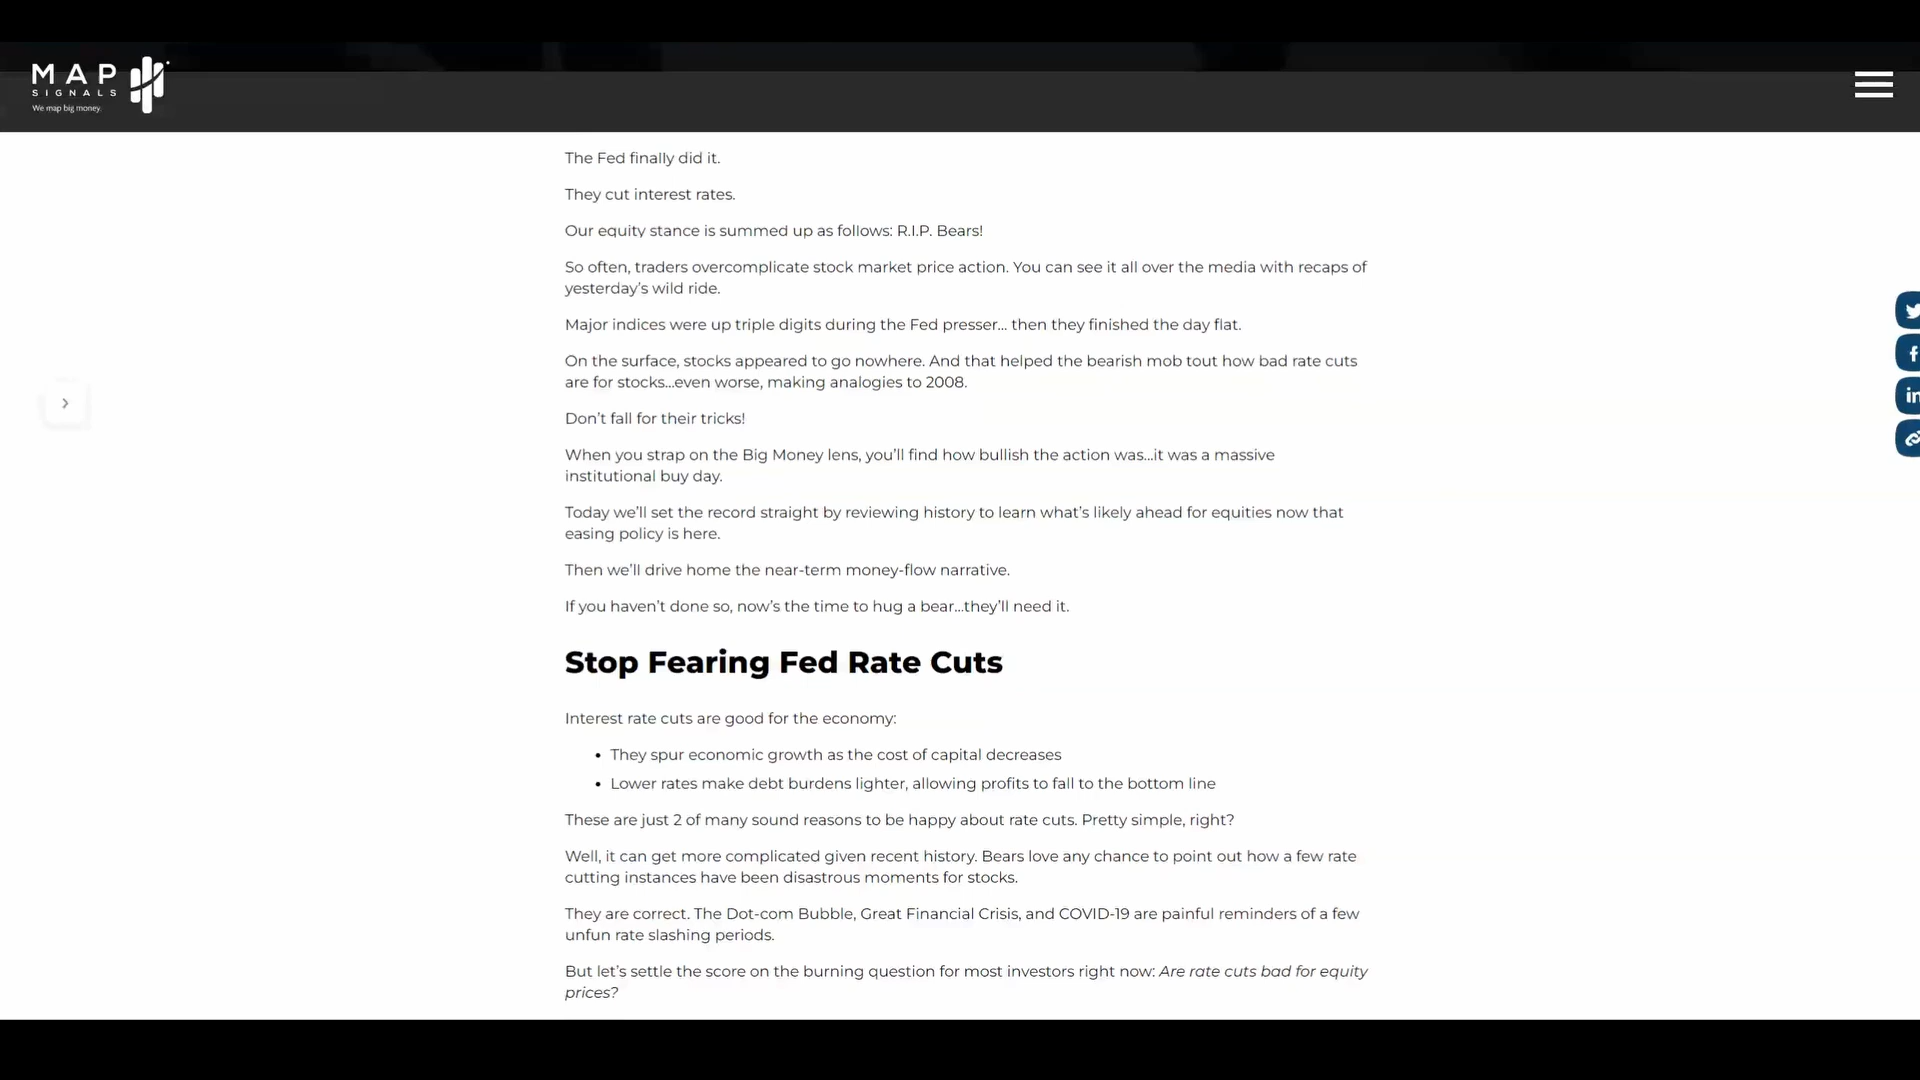 MAP
SIGNALS
We map big money.
The Fed finally did it.
They cut interest rates.
Our equity stance is summed up as follows: R.I.P. Bears!
So often, traders overcomplicate stock market price action. You can see it all over the media with recaps of
yesterday’s wild ride.
Major indices were up triple digits during the Fed presser… then they finished the day flat.
On the surface, stocks appeared to go nowhere. And that helped the bearish mob tout how bad rate cuts
are for stocks…even worse, making analogies to 2008.
Don’t fall for their tricks!
When you strap on the Big Money lens, you’ll find how bullish the action was…it was a massive
institutional buy day.
Today we’ll set the record straight by reviewing history to learn what’s likely ahead for equities now that
easing policy is here.
Then we’ll drive home the near-term money-flow narrative.
If you haven’t done so, now’s the time to hug a bear…they’ll need it.
Stop Fearing Fed Rate Cuts
Interest rate cuts are good for the economy:
• They spur economic growth as the cost of capital decreases
• Lower rates make debt burdens lighter, allowing profits to fall to the bottom line
These are just 2 of many sound reasons to be happy about rate cuts. Pretty simple, right?
Well, it can get more complicated given recent history. Bears love any chance to point out how a few rate
cutting instances have been disastrous moments for stocks.
They are correct. The Dot-com Bubble, Great Financial Crisis, and COVID-19 are painful reminders of a few
unfun rate slashing periods.
But let’s settle the score on the burning question for most investors right now: Are rate cuts bad for equity
prices?